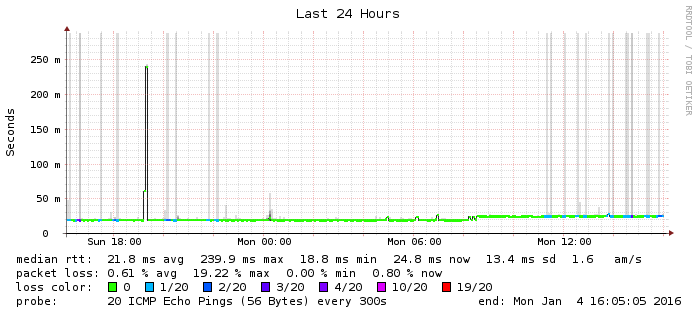 Last 24 Hours
RRDTOOL / TOBI OETIKER
Seconds
250 m
200 m
150 m
100 m
50 m
0
Sun 18:00 Mon 00:00 Mon 06:00 Mon 12:00
median rtt: 21.8 ms avg 239.9 ms max 18.8 ms min 24.8 ms now 13.4 ms sd 1.6 am/s
packet loss: 0.61 % avg 19.22 % max 0.00 % min 0.80 % now
loss color: 0 1/20 2/20 3/20 4/20 10/20 19/20
probe: 20 ICMP Echo Pings (56 Bytes) every 300s end: Mon Jan 4 16:05:05 2016